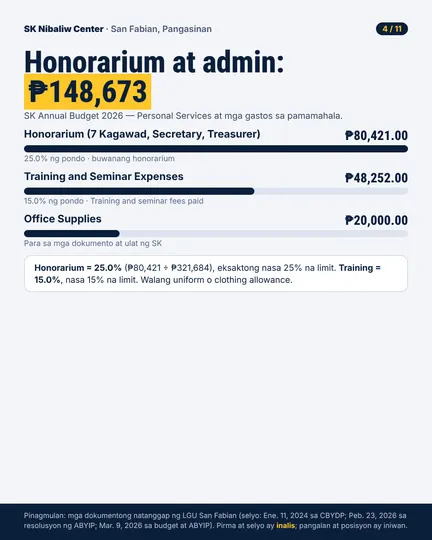 SK Nibaliw Center · San Fabian, Pangasinan
4 / 11
Honorarium at admin:
₱148,673
SK Annual Budget 2026 — Personal Services at mga gastos sa pamamahala.
Honorarium (7 Kagawad, Secretary, Treasurer) ₱80,421.00
25.0% ng pondo · buwanang honorarium
Training and Seminar Expenses ₱48,252.00
15.0% ng pondo · Training and seminar fees paid
Office Supplies ₱20,000.00
Para sa mga dokumento at ulat ng SK
Honorarium = 25.0% (₱80,421 ÷ ₱321,684), eksaktong nasa 25% na limit. Training =
15.0%, nasa 15% na limit. Walang uniform o clothing allowance.
Pinagmulan: mga dokumentong natanggap ng LGU San Fabian (selyo: Ene. 11, 2024 sa CBYDP; Peb. 23, 2026 sa
resolusyon ng ABYIP; Mar. 9, 2026 sa budget at ABYIP). Pirma at selyo ay inalis; pangalan at posisyon ay iniwan.